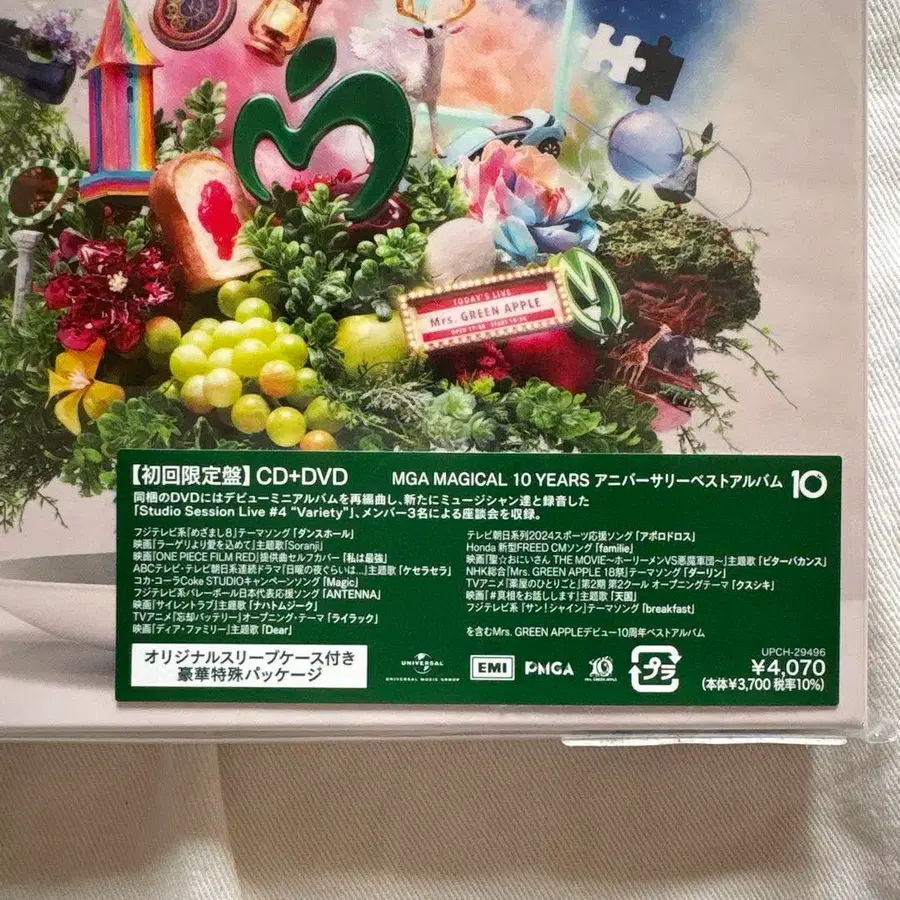 TODAY'S LIVE
Mrs. GREEN APPLE
【初回限定盤】CD+DVD
MGA MAGICAL 10 YEARS アニバーサリーベストアルバム 10
同梱のDVDにはデビューミニアルバムを再編曲し、新たにミュージシャン達と録音した
「Studio Session Live #4 “Variety”」、メンバー3名による座談会を収録。
フジテレビ系「めざまし8」テーマソング「ダンスホール」
映画「ラーゲリより愛を込めて」主題歌「Soranji」
映画「ONE PIECE FILM RED」提供曲セルフカバー「私は最強」
ABCテレビ・テレビ朝日系連続ドラマ「日曜の夜ぐらいは...」主題歌「ケセラセラ」
コカ・コーラCoke STUDIOキャンペーンソング「Magic」
フジテレビ系バレーボール日本代表応援ソング「ANTENNA」
映画「サイレントラブ」主題歌「ナハトムジーク」
TVアニメ「忘却バッテリー」オープニング・テーマ「ライラック」
映画「ディア・ファミリー」主題歌「Dear」
テレビ朝日系列2024スポーツ応援ソング「アポロドロス」
Honda 新型FREED CMソング「familie」
映画「聖☆おにいさん THE MOVIE～ホーリーメンVS悪魔軍団～」主題歌「ビターバカンス」
NHK総合「Mrs. GREEN APPLE 18祭」テーマソング「ダーリン」
TVアニメ「薬屋のひとりごと」第2期 第2クール オープニングテーマ「クスシキ」
映画「#真相をお話しします」主題歌「天国」
フジテレビ系「サン!シャイン」テーマソング「breakfast」
を含むMrs. GREEN APPLEデビュー10周年ベストアルバム
オリジナルスリーブケース付き
豪華特殊パッケージ
UNIVERSAL
UNIVERSAL MUSIC GROUP
EMI
PMGA
10
Mrs. GREEN APPLE
プラ
UPCH-29496
¥4,070
(本体¥3,700 税率10%)